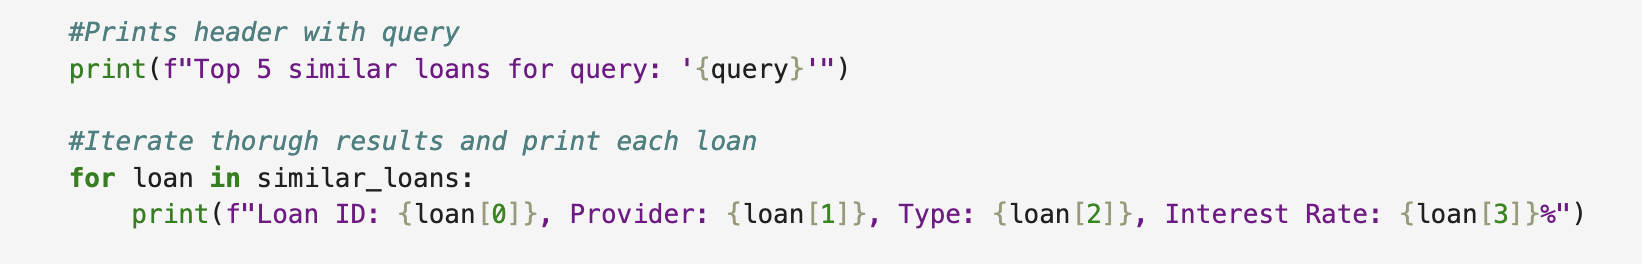 #Prints header with query
print(f"Top 5 similar loans for query: '{query}'")
#Iterate thorugh results and print each loan
for loan in similar_loans:
    print(f"Loan ID: {loan[0]}, Provider: {loan[1]}, Type: {loan[2]}, Interest Rate: {loan[3]}%")